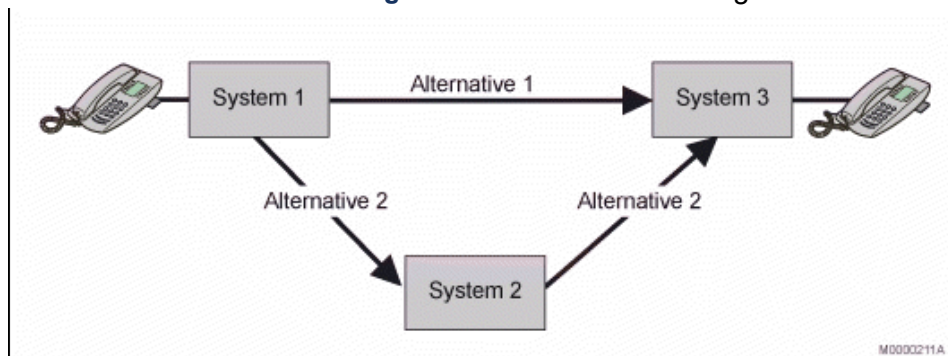 System 1
Alternative 1
System 3
Alternative 2
Alternative 2
System 2
M0000211A